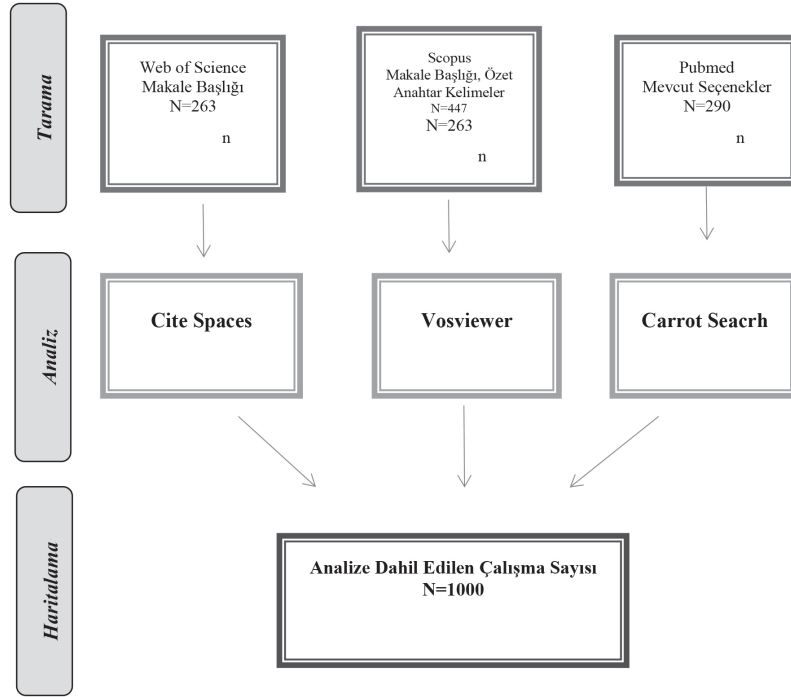 Tarama
Web of Science
Makale Başlığı
N=263
n
Scopus
Makale Başlığı, Özet
Anahtar Kelimeler
N=447
N=263
n
Pubmed
Mevcut Seçenekler
N=290
n
Analiz
Cite Spaces
Vosviewer
Carrot Seacrh
Haritalama
Analize Dahil Edilen Çalışma Sayısı
N=1000